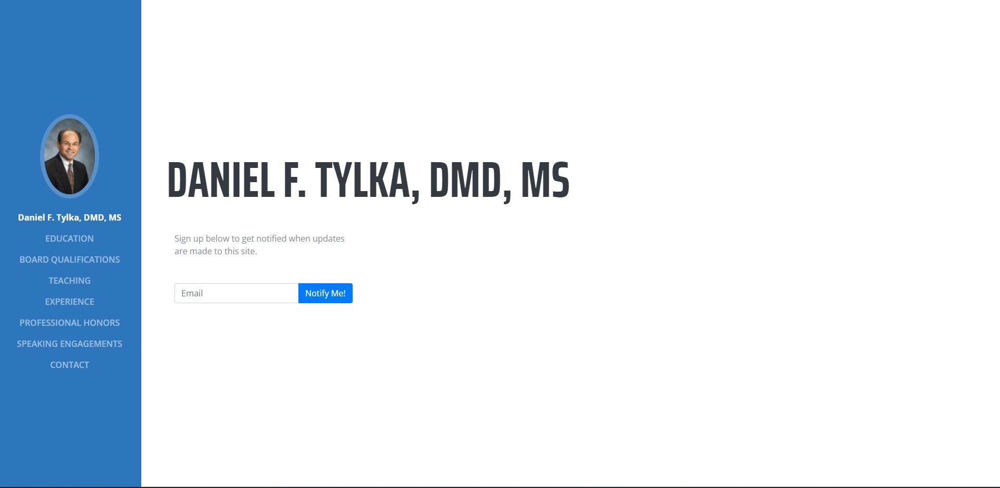 Daniel F. Tylka, DMD, MS
EDUCATION
BOARD QUALIFICATIONS
TEACHING
EXPERIENCE
PROFESSIONAL HONORS
SPEAKING ENGAGEMENTS
CONTACT
DANIEL F. TYLKA, DMD, MS
Sign up below to get notified when updates
are made to this site.
Email
Notify Me!